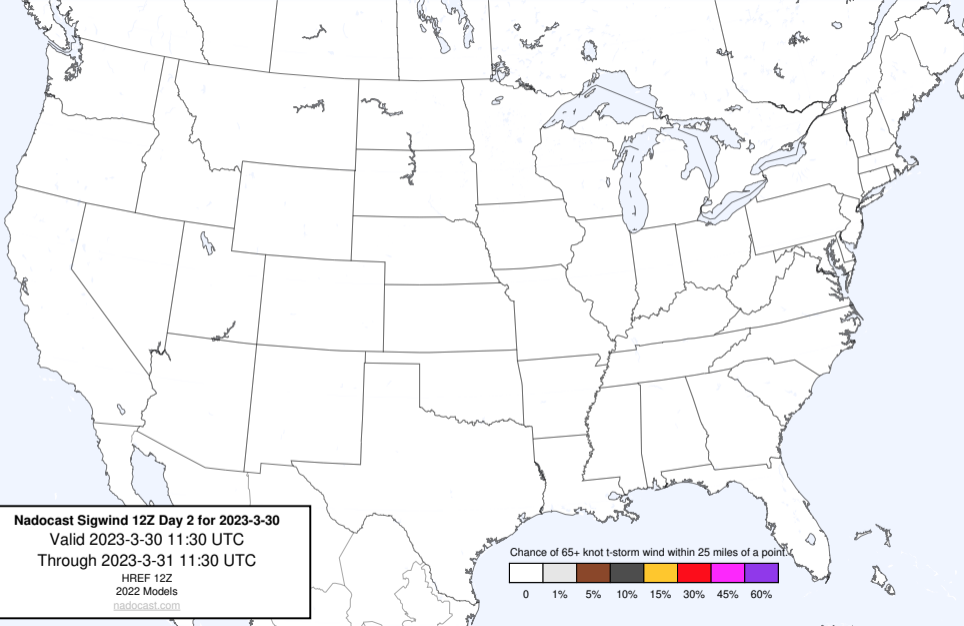 Nadocast Sigwind 12Z Day 2 for 2023-3-30
Valid 2023-3-30 11:30 UTC
Through 2023-3-31 11:30 UTC
HREF 12Z
2022 Models
nadocast.com
Chance of 65+ knot t-storm wind within 25 miles of a point.
0 1% 5% 10% 15% 30% 45% 60%